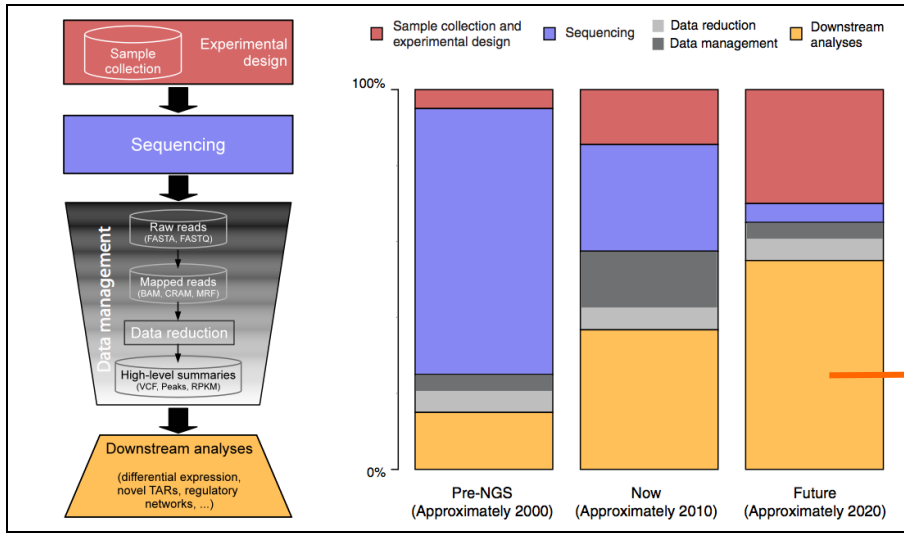 Sample
collection
Experimental
design
Sequencing
Data management
Raw reads
(FASTA, FASTQ)
Mapped reads
(BAM, CRAM, MRF)
Data reduction
High-level summaries
(VCF, Peaks, RPKM)
Downstream analyses
(differential expression,
novel TARs, regulatory
networks, ...)
Sample collection and
experimental design
Sequencing
Data reduction
Data management
Downstream
analyses
100%
0%
Pre-NGS
(Approximately 2000)
Now
(Approximately 2010)
Future
(Approximately 2020)